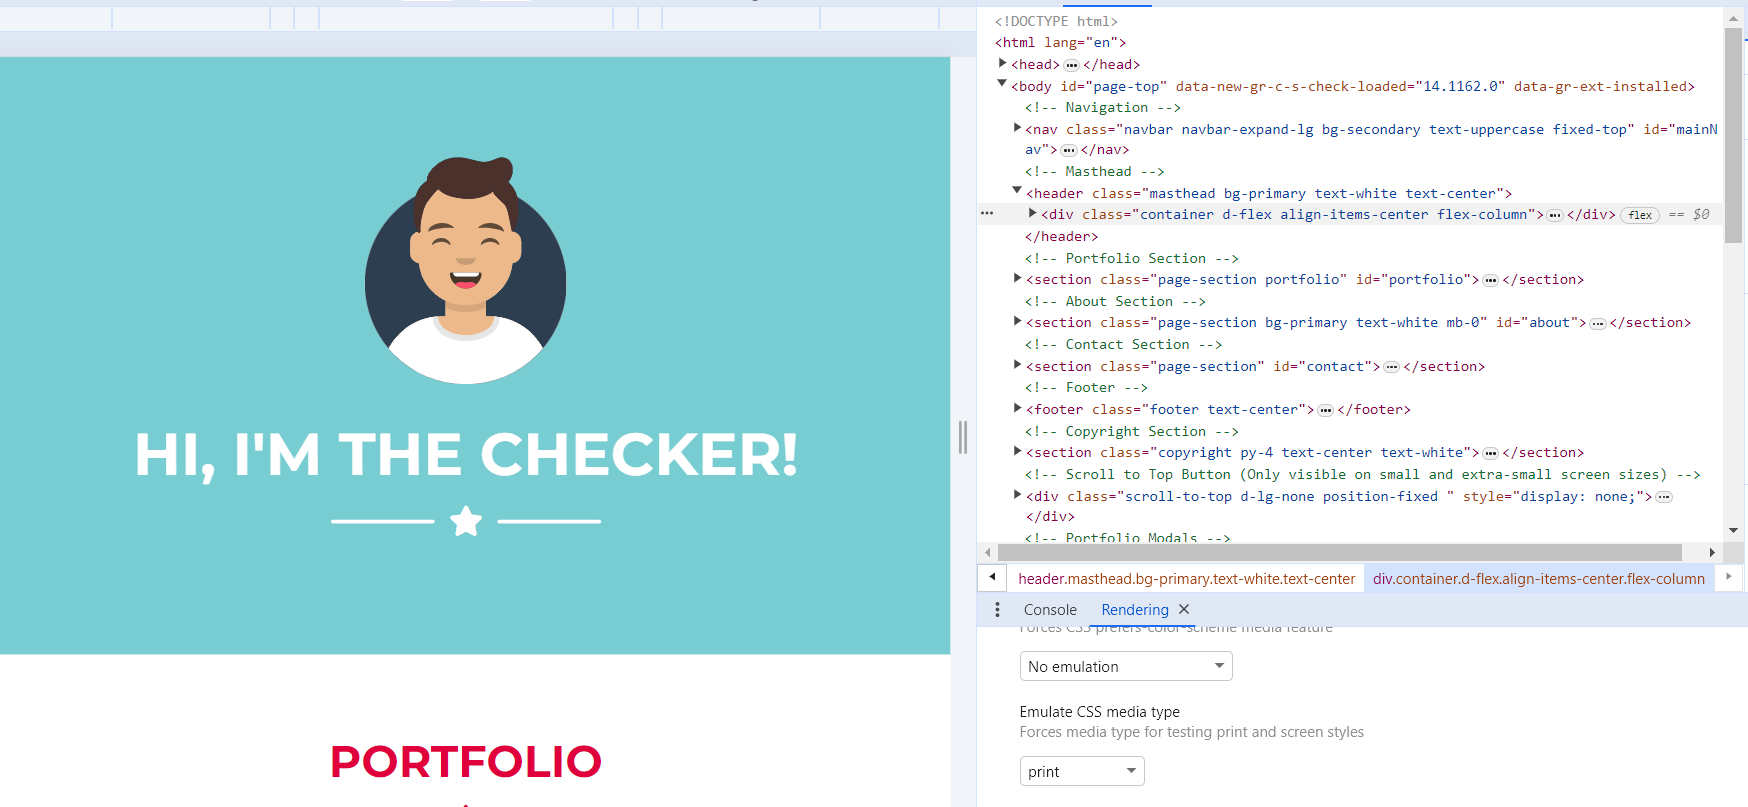 HI, I'M THE CHECKER!
PORTFOLIO
<!DOCTYPE html>
<html lang="en">
<head> ••• </head>
<body id="page-top" data-new-gr-c-s-check-loaded="14.1162.0" data-gr-ext-installed>
<!-- Navigation -->
<nav class="navbar navbar-expand-lg bg-secondary text-uppercase fixed-top" id="mainN
av"> ••• </nav>
<!-- Masthead -->
<header class="masthead bg-primary text-white text-center">
••• <div class="container d-flex align-items-center flex-column"> ••• </div> flex == $0
</header>
<!-- Portfolio Section -->
<section class="page-section portfolio" id="portfolio"> ••• </section>
<!-- About Section -->
<section class="page-section bg-primary text-white mb-0" id="about"> ••• </section>
<!-- Contact Section -->
<section class="page-section" id="contact"> ••• </section>
<!-- Footer -->
<footer class="footer text-center"> ••• </footer>
<!-- Copyright Section -->
<section class="copyright py-4 text-center text-white"> ••• </section>
<!-- Scroll to Top Button (Only visible on small and extra-small screen sizes) -->
<div class="scroll-to-top d-lg-none position-fixed " style="display: none;"> •••
</div>
<!-- Portfolio Modals -->
header.masthead.bg-primary.text-white.text-center div.container.d-flex.align-items-center.flex-column
Console Rendering
Forces CSS prefers-color-scheme media feature
No emulation
Emulate CSS media type
Forces media type for testing print and screen styles
print